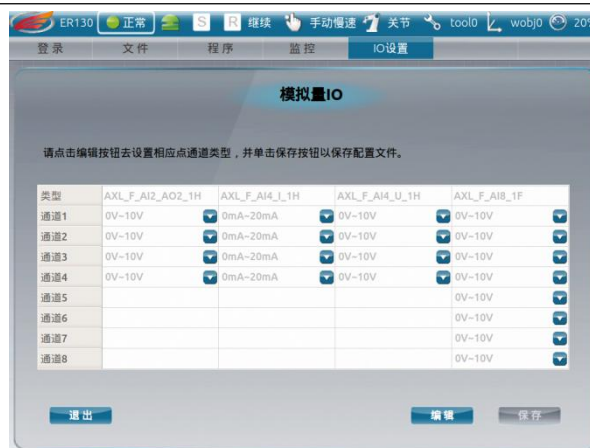 ER130 正常 S R 继续 手动慢速 关节 tool0 wobj0 20%
登录 文件 程序 监控 IO设置
模拟量IO
请点击编辑按钮去设置相应点通道类型，并单击保存按钮以保存配置文件。
类型 AXL_F_AI2_AO2_1H AXL_F_AI4_I_1H AXL_F_AI4_U_1H AXL_F_AI8_1F
通道1 0V~10V 0mA~20mA 0V~10V 0V~10V
通道2 0V~10V 0mA~20mA 0V~10V 0V~10V
通道3 0V~10V 0mA~20mA 0V~10V 0V~10V
通道4 0V~10V 0mA~20mA 0V~10V 0V~10V
通道5 0V~10V
通道6 0V~10V
通道7 0V~10V
通道8 0V~10V
退出 编辑 保存